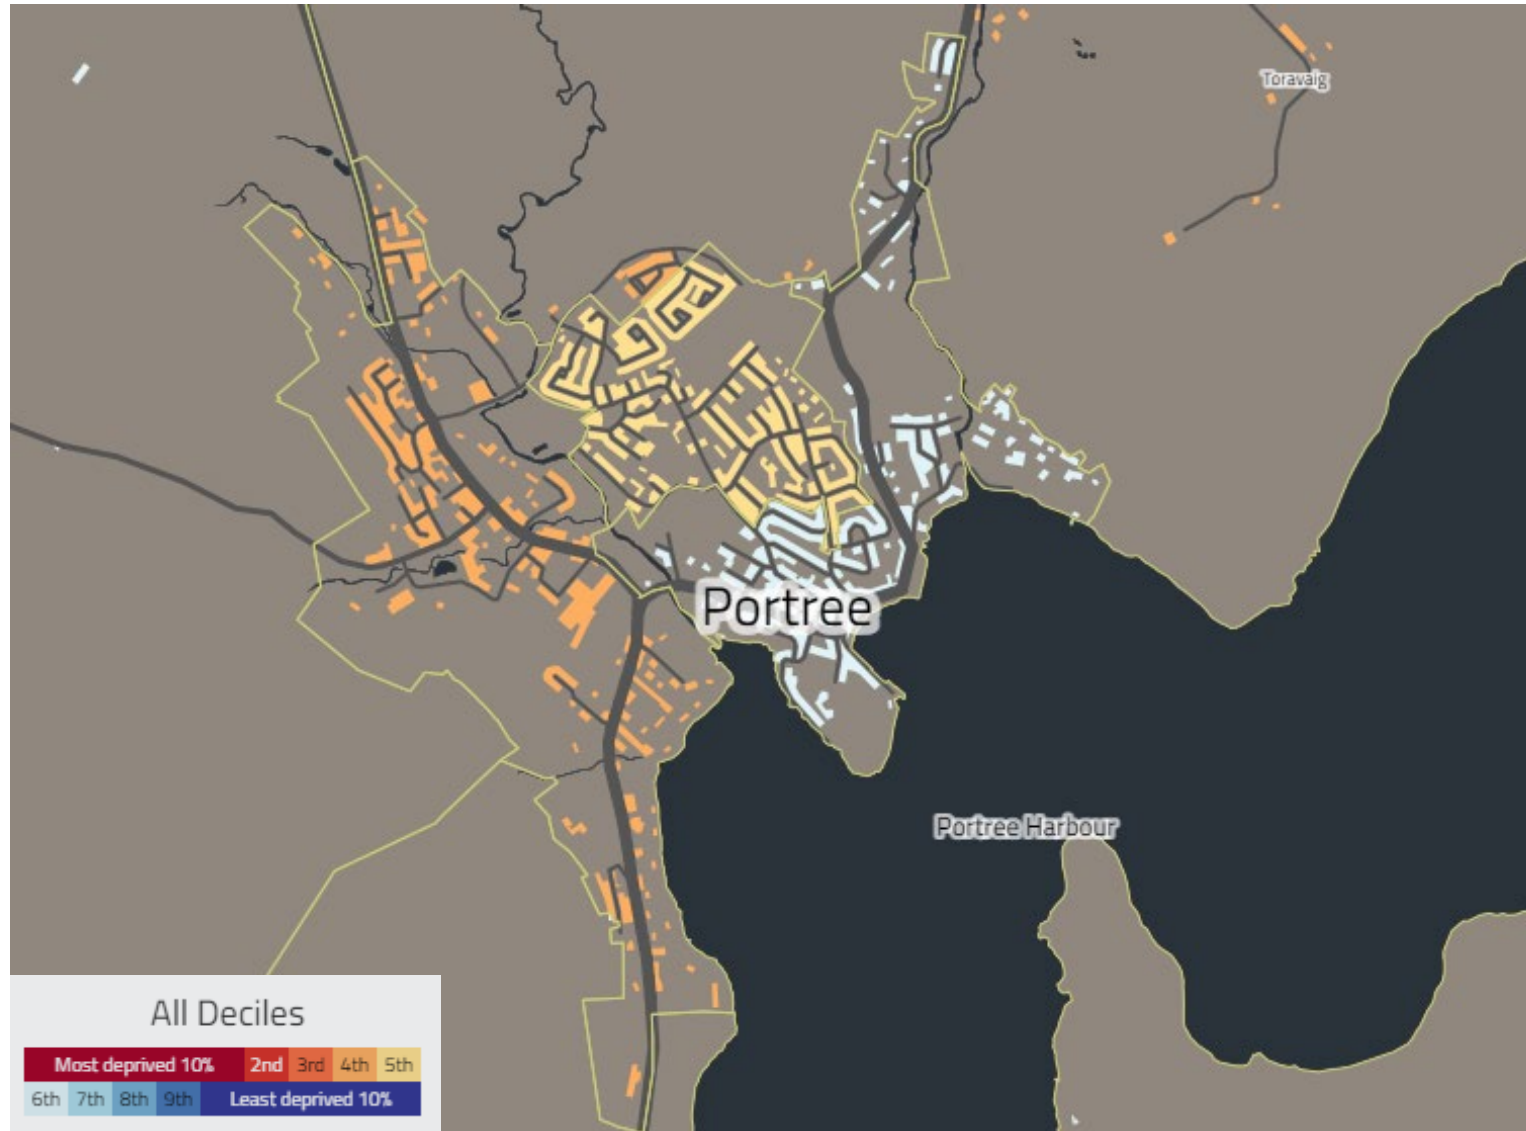 Toravaig
Portree
Portree Harbour
All Deciles
Most deprived 10% 2nd 3rd 4th 5th
6th 7th 8th 9th Least deprived 10%